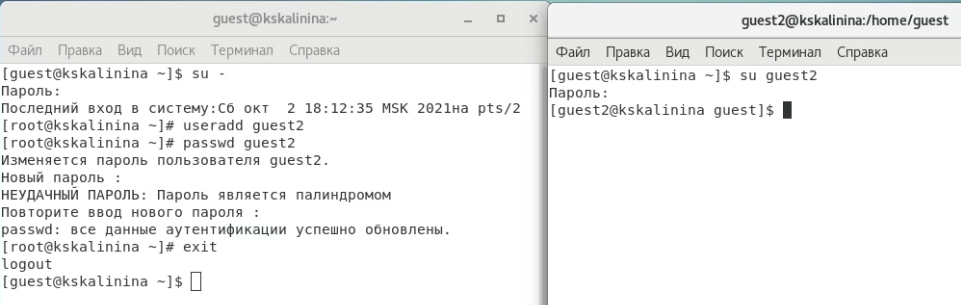 guest@kskalinina:~
Файл Правка Вид Поиск Терминал Справка
[guest@kskalinina ~]$ su -
Пароль:
Последний вход в систему:Сб окт  2 18:12:35 MSK 2021на pts/2
[root@kskalinina ~]# useradd guest2
[root@kskalinina ~]# passwd guest2
Изменяется пароль пользователя guest2.
Новый пароль :
НЕУДАЧНЫЙ ПАРОЛЬ: Пароль является палиндромом
Повторите ввод нового пароля :
passwd: все данные аутентификации успешно обновлены.
[root@kskalinina ~]# exit
logout
[guest@kskalinina ~]$
guest2@kskalinina:/home/guest
Файл Правка Вид Поиск Терминал Справка
[guest@kskalinina ~]$ su guest2
Пароль:
[guest2@kskalinina guest]$